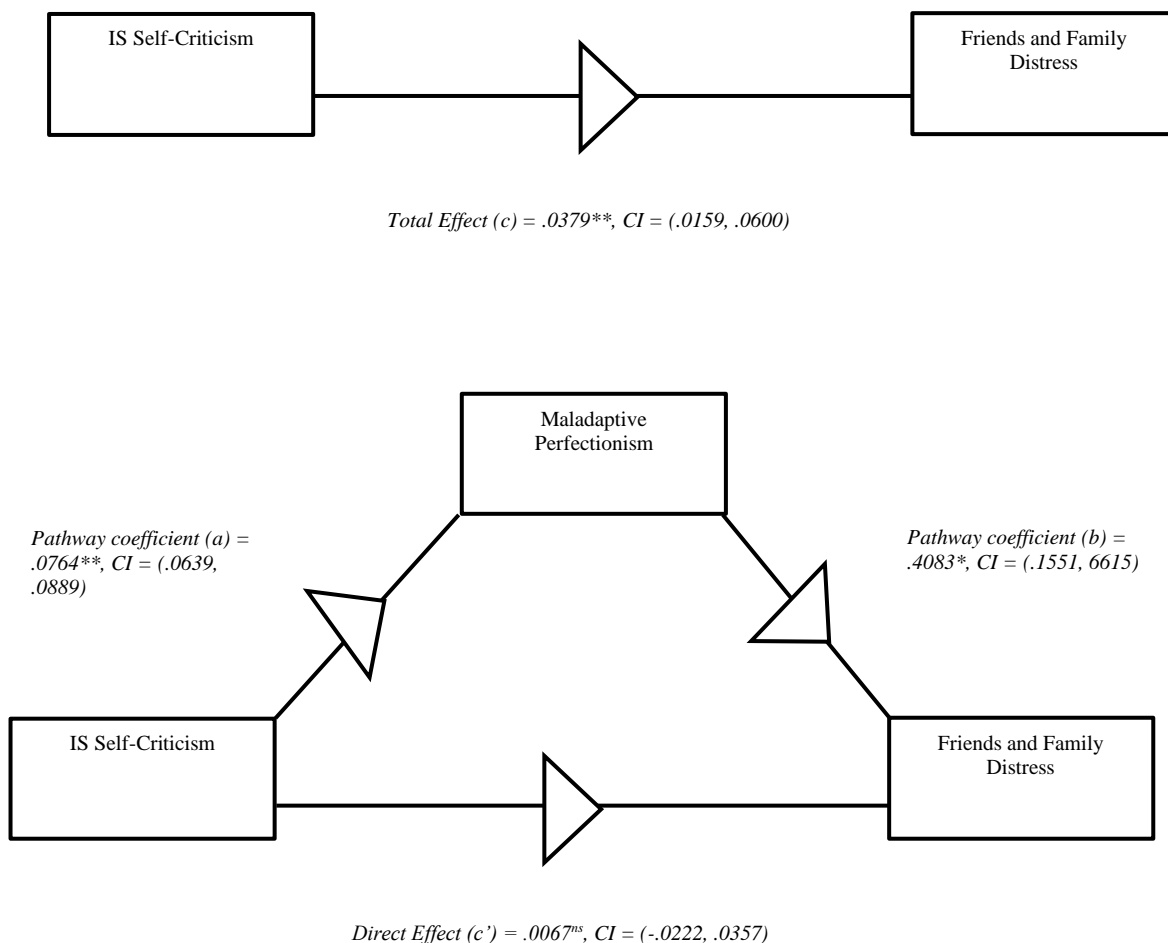 IS Self-Criticism
Friends and Family
Distress
Total Effect (c) = .0379**, CI = (.0159, .0600)
Maladaptive
Perfectionism
Pathway coefficient (a) =
.0764**, CI = (.0639,
.0889)
Pathway coefficient (b) =
.4083*, CI = (.1551, 6615)
IS Self-Criticism
Friends and Family
Distress
Direct Effect (c’) = .0067ns, CI = (-.0222, .0357)